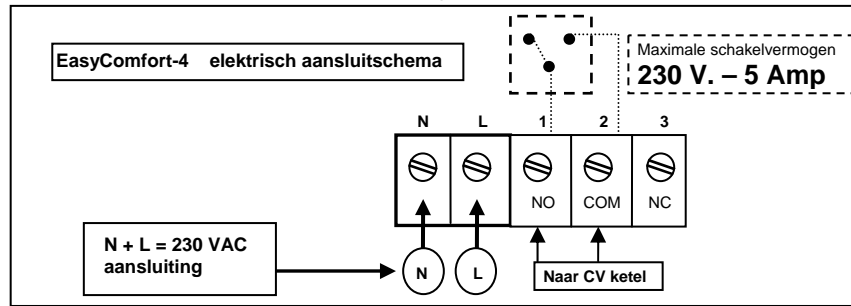 EasyComfort-4 elektrisch aansluitschema
Maximale schakelvermogen
230 V. – 5 Amp
N L 1 2 3
NO COM NC
N + L = 230 VAC
aansluiting
N L
Naar CV ketel